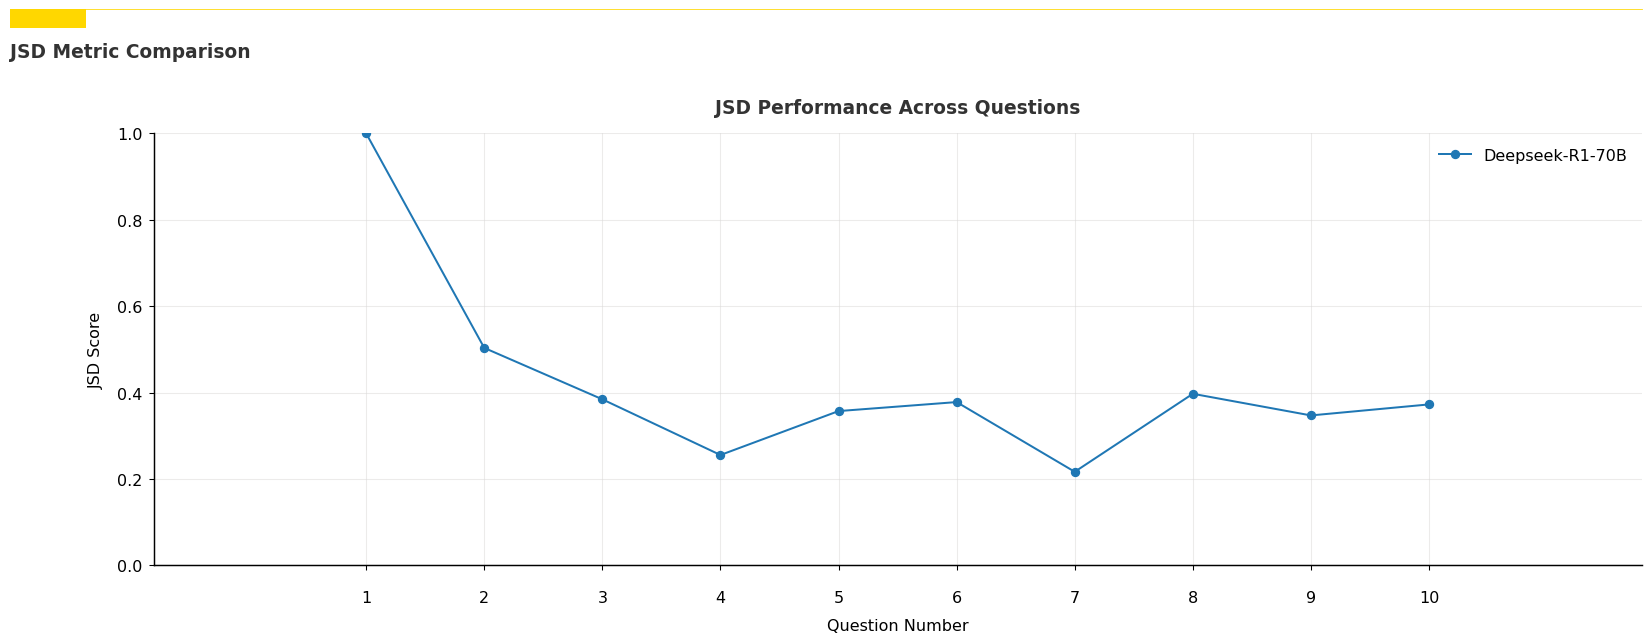 JSD Metric Comparison
JSD Performance Across Questions
Deepseek-R1-70B
1.0
0.8
0.6
0.4
0.2
0.0
JSD Score
1 2 3 4 5 6 7 8 9 10
Question Number